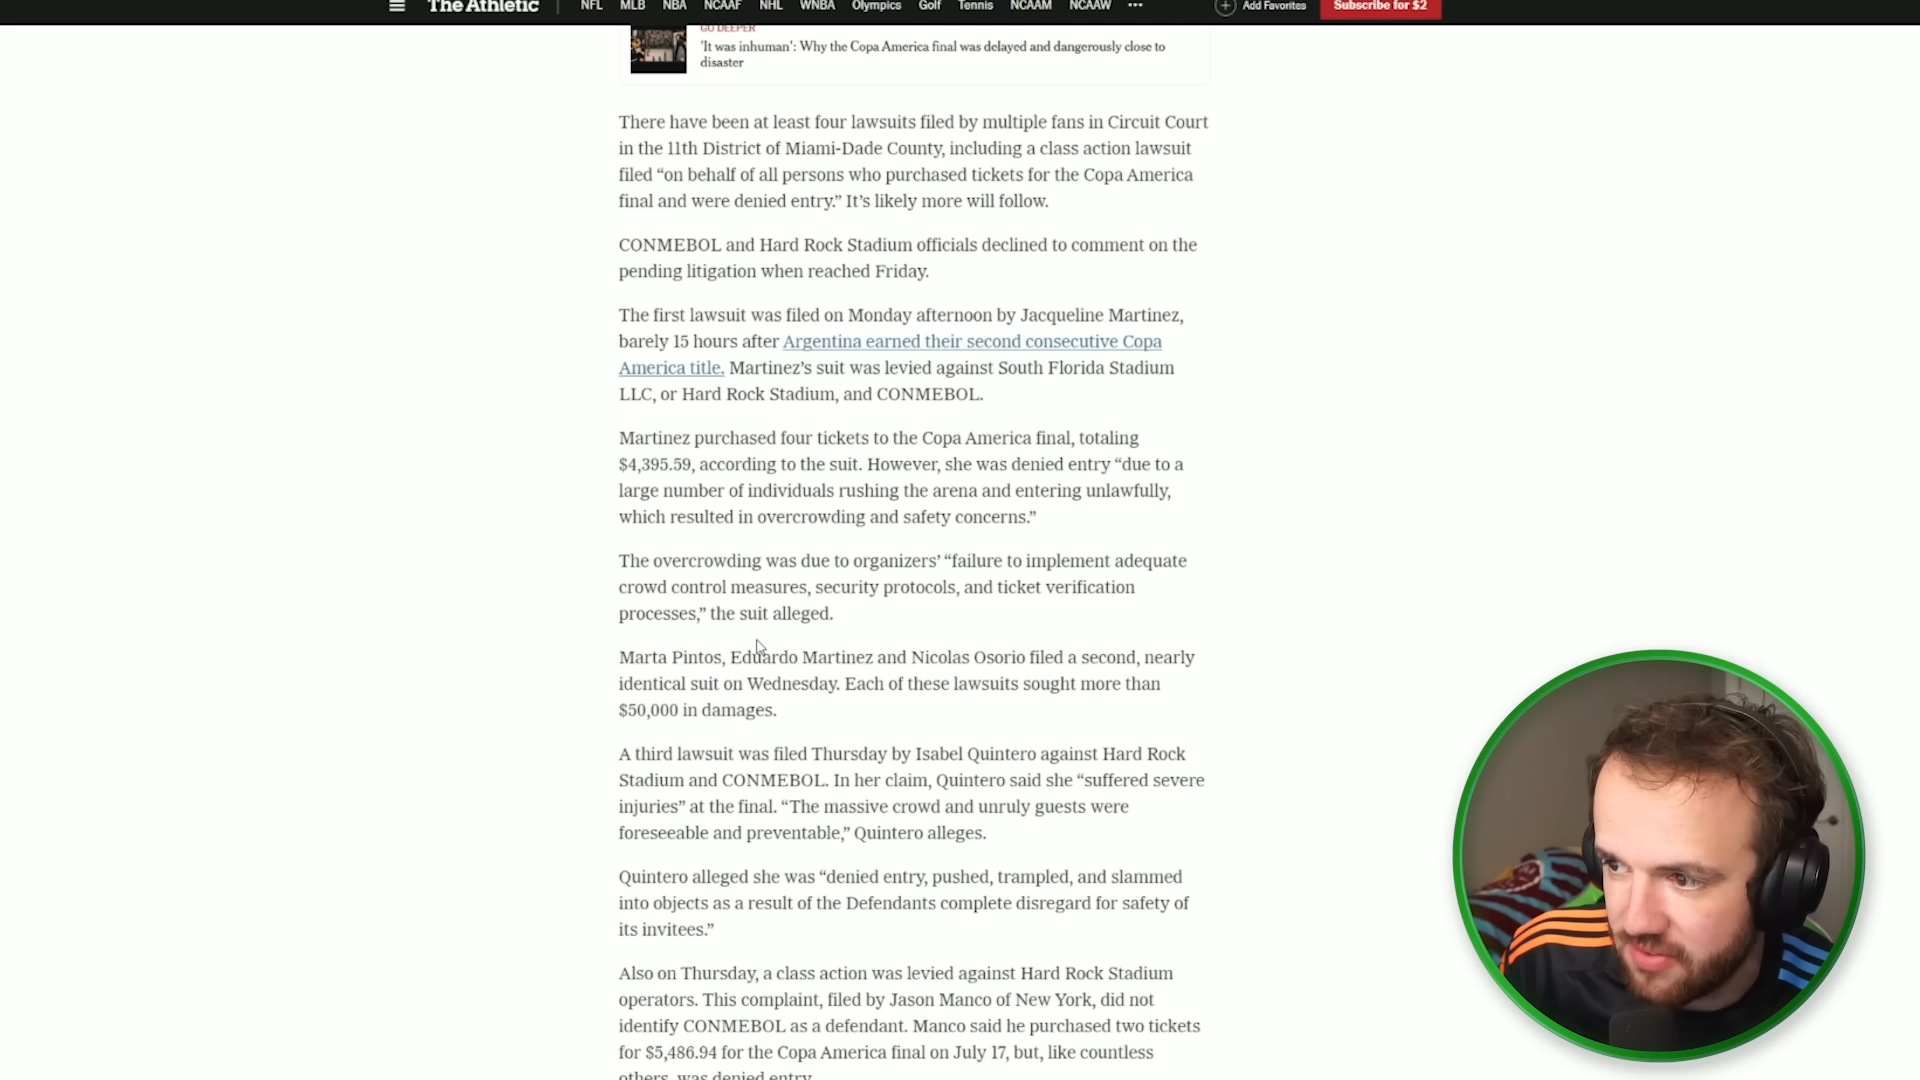 The Athletic
NFL MLB NBA NCAAF NHL WNBA Olympics Golf Tennis NCAAM NCAAW ••• Add Favorites Subscribe for $2
GO DEEPER
'It was inhuman': Why the Copa America final was delayed and dangerously close to
disaster
There have been at least four lawsuits filed by multiple fans in Circuit Court
in the 11th District of Miami-Dade County, including a class action lawsuit
filed “on behalf of all persons who purchased tickets for the Copa America
final and were denied entry.” It’s likely more will follow.
CONMEBOL and Hard Rock Stadium officials declined to comment on the
pending litigation when reached Friday.
The first lawsuit was filed on Monday afternoon by Jacqueline Martinez,
barely 15 hours after Argentina earned their second consecutive Copa
America title. Martinez’s suit was levied against South Florida Stadium
LLC, or Hard Rock Stadium, and CONMEBOL.
Martinez purchased four tickets to the Copa America final, totaling
$4,395.59, according to the suit. However, she was denied entry “due to a
large number of individuals rushing the arena and entering unlawfully,
which resulted in overcrowding and safety concerns.”
The overcrowding was due to organizers’ “failure to implement adequate
crowd control measures, security protocols, and ticket verification
processes,” the suit alleged.
Marta Pintos, Eduardo Martinez and Nicolas Osorio filed a second, nearly
identical suit on Wednesday. Each of these lawsuits sought more than
$50,000 in damages.
A third lawsuit was filed Thursday by Isabel Quintero against Hard Rock
Stadium and CONMEBOL. In her claim, Quintero said she “suffered severe
injuries” at the final. “The massive crowd and unruly guests were
foreseeable and preventable,” Quintero alleges.
Quintero alleged she was “denied entry, pushed, trampled, and slammed
into objects as a result of the Defendants complete disregard for safety of
its invitees.”
Also on Thursday, a class action was levied against Hard Rock Stadium
operators. This complaint, filed by Jason Manco of New York, did not
identify CONMEBOL as a defendant. Manco said he purchased two tickets
for $5,486.94 for the Copa America final on July 17, but, like countless
others, was denied entry.